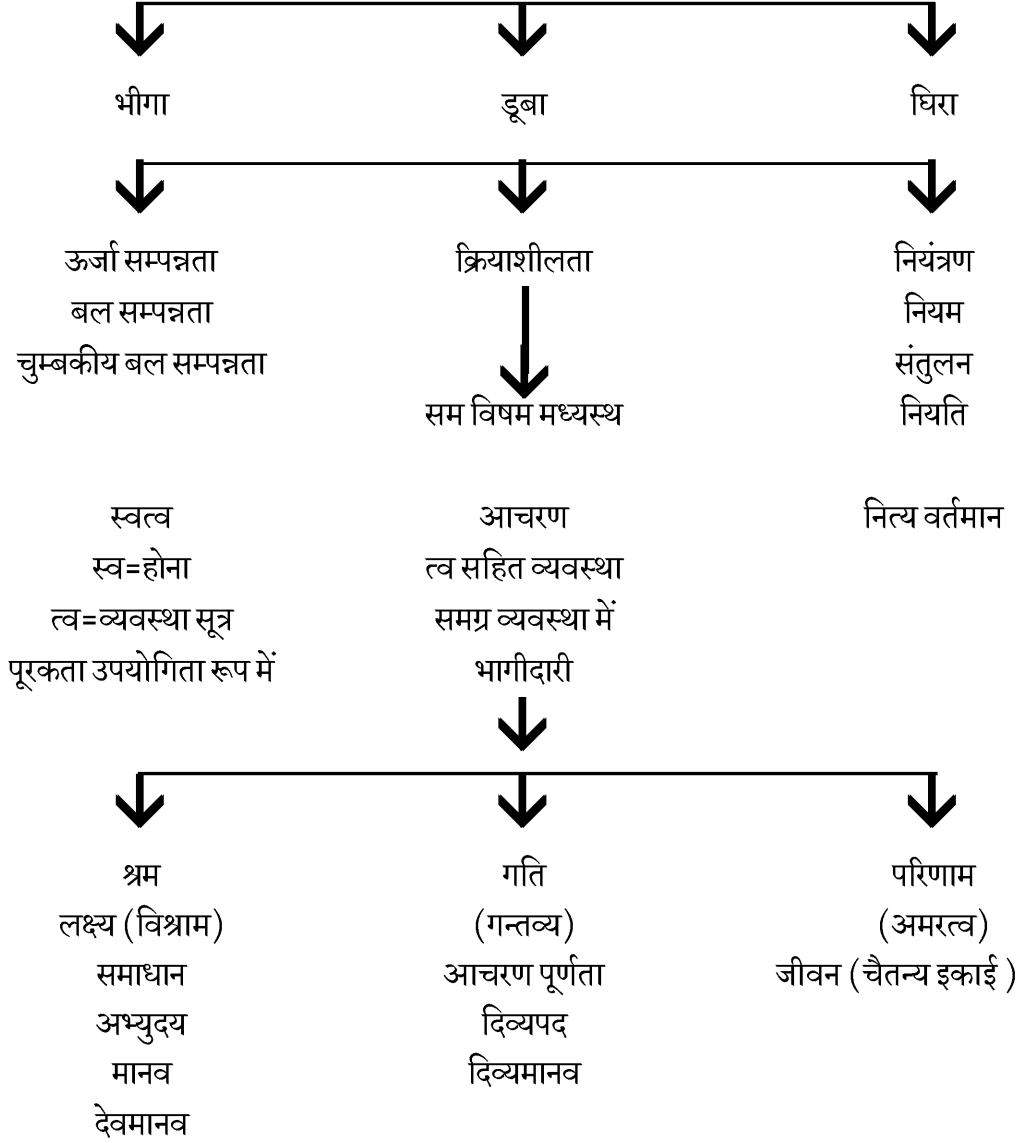 भीगा डूबा घिरा
ऊर्जा सम्पन्नता क्रियाशीलता नियंत्रण
बल सम्पन्नता नियम
चुम्बकीय बल सम्पन्नता संतुलन
सम विषम मध्यस्थ नियति
स्वत्व आचरण नित्य वर्तमान
स्व=होना त्व सहित व्यवस्था
त्व=व्यवस्था सूत्र समग्र व्यवस्था में
पूरकता उपयोगिता रूप में भागीदारी
श्रम गति परिणाम
लक्ष्य (विश्राम) (गन्तव्य) (अमरत्व)
समाधान आचरण पूर्णता जीवन (चैतन्य इकाई )
अभ्युदय दिव्यपद
मानव दिव्यमानव
देवमानव